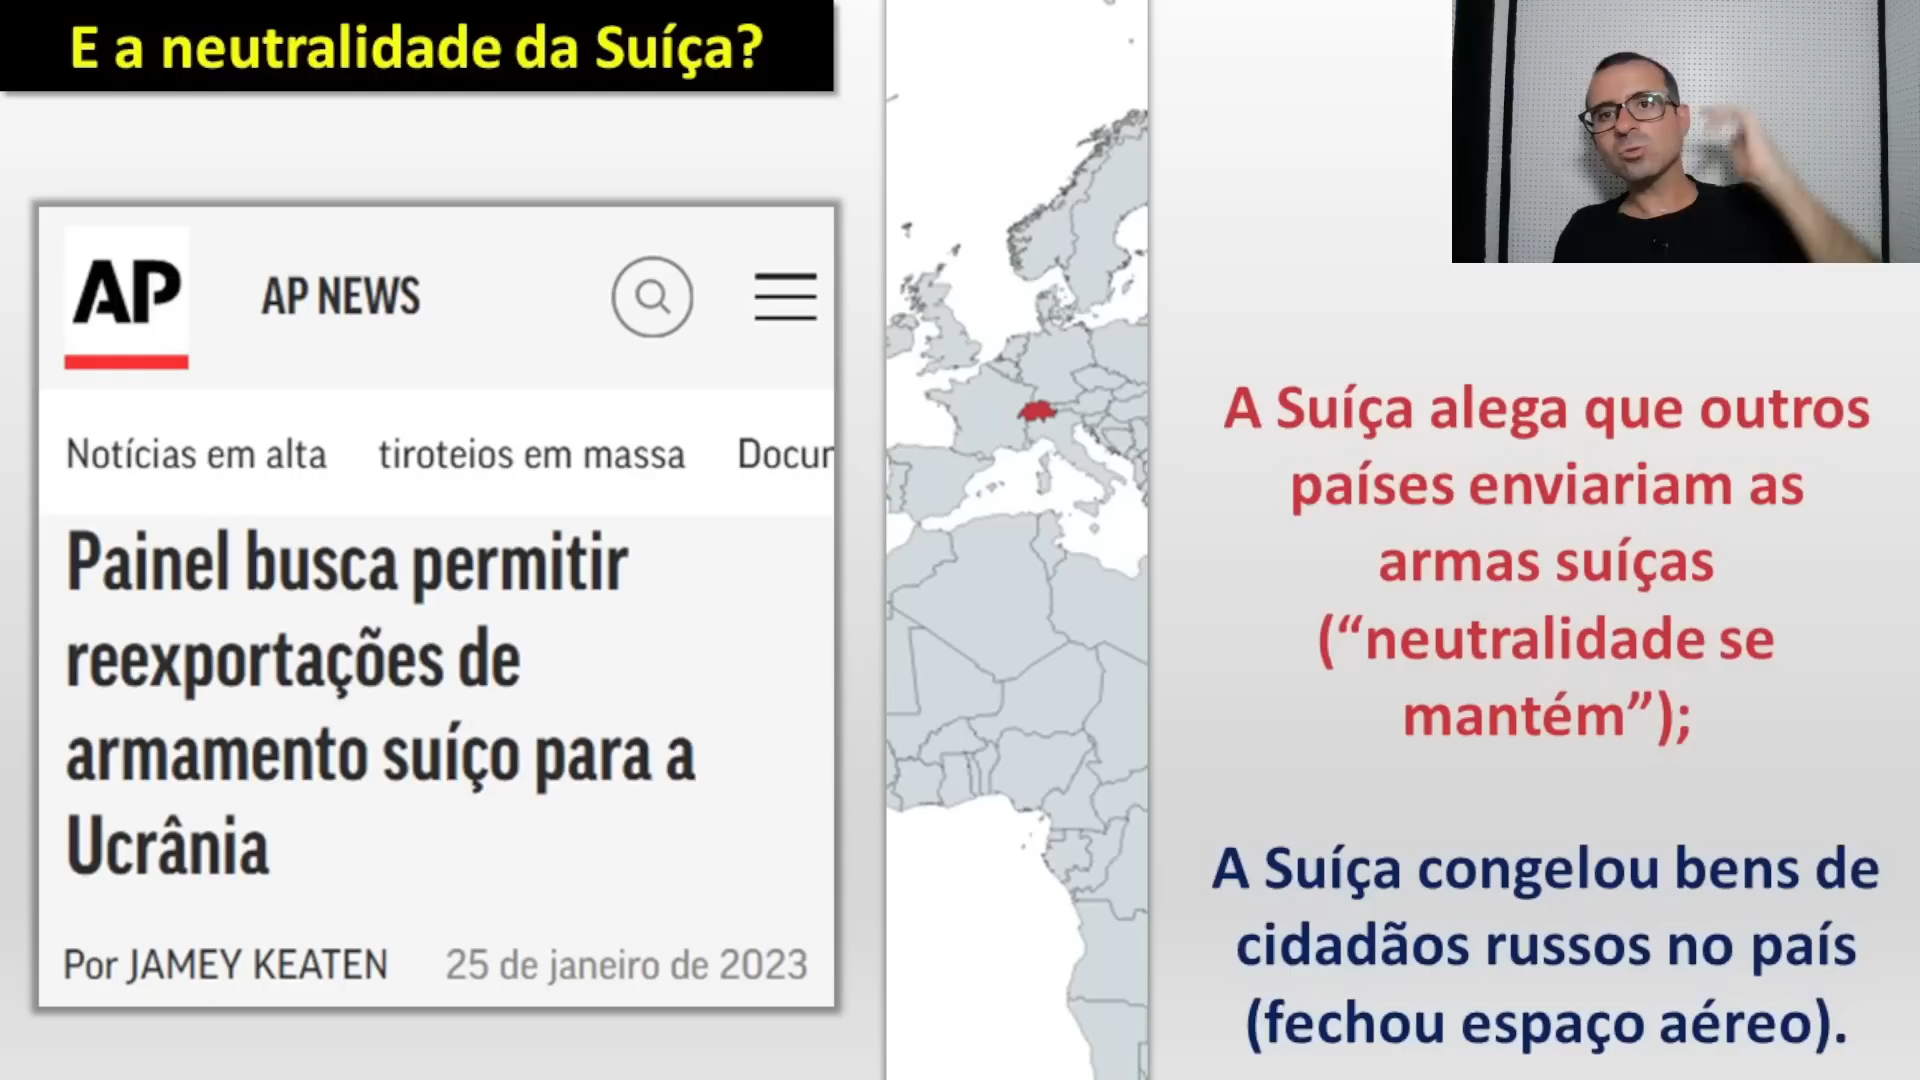 E a neutralidade da Suíça?
AP
AP NEWS
Notícias em alta tiroteios em massa Docur
Painel busca permitir
reexportações de
armamento suíço para a
Ucrânia
Por JAMEY KEATEN 25 de janeiro de 2023
A Suíça alega que outros
países enviariam as
armas suíças
(“neutralidade se
mantém”);
A Suíça congelou bens de
cidadãos russos no país
(fechou espaço aéreo).